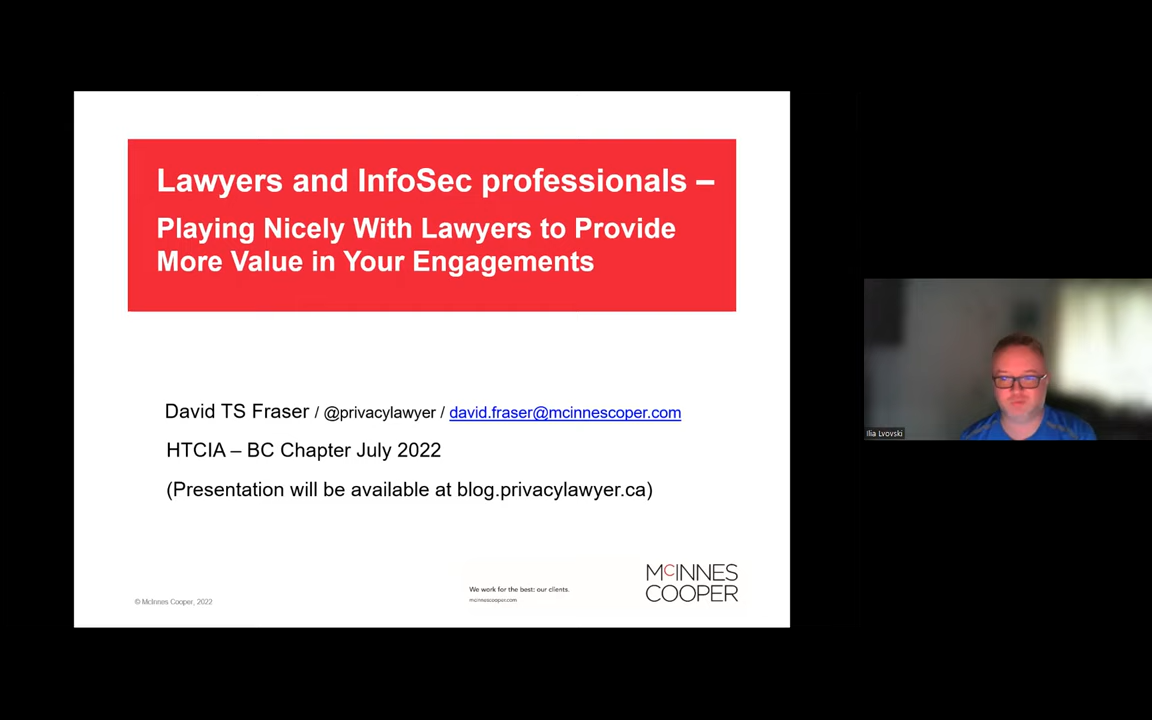 Lawyers and InfoSec professionals –
Playing Nicely With Lawyers to Provide
More Value in Your Engagements
David TS Fraser / @privacylawyer / david.fraser@mcinnescoper.com
HTCIA – BC Chapter July 2022
(Presentation will be available at blog.privacylawyer.ca)
© McInnes Cooper, 2022
We work for the best: our clients.
mcinnescooper.com
McINNES
COOPER
Ilia Lvovski